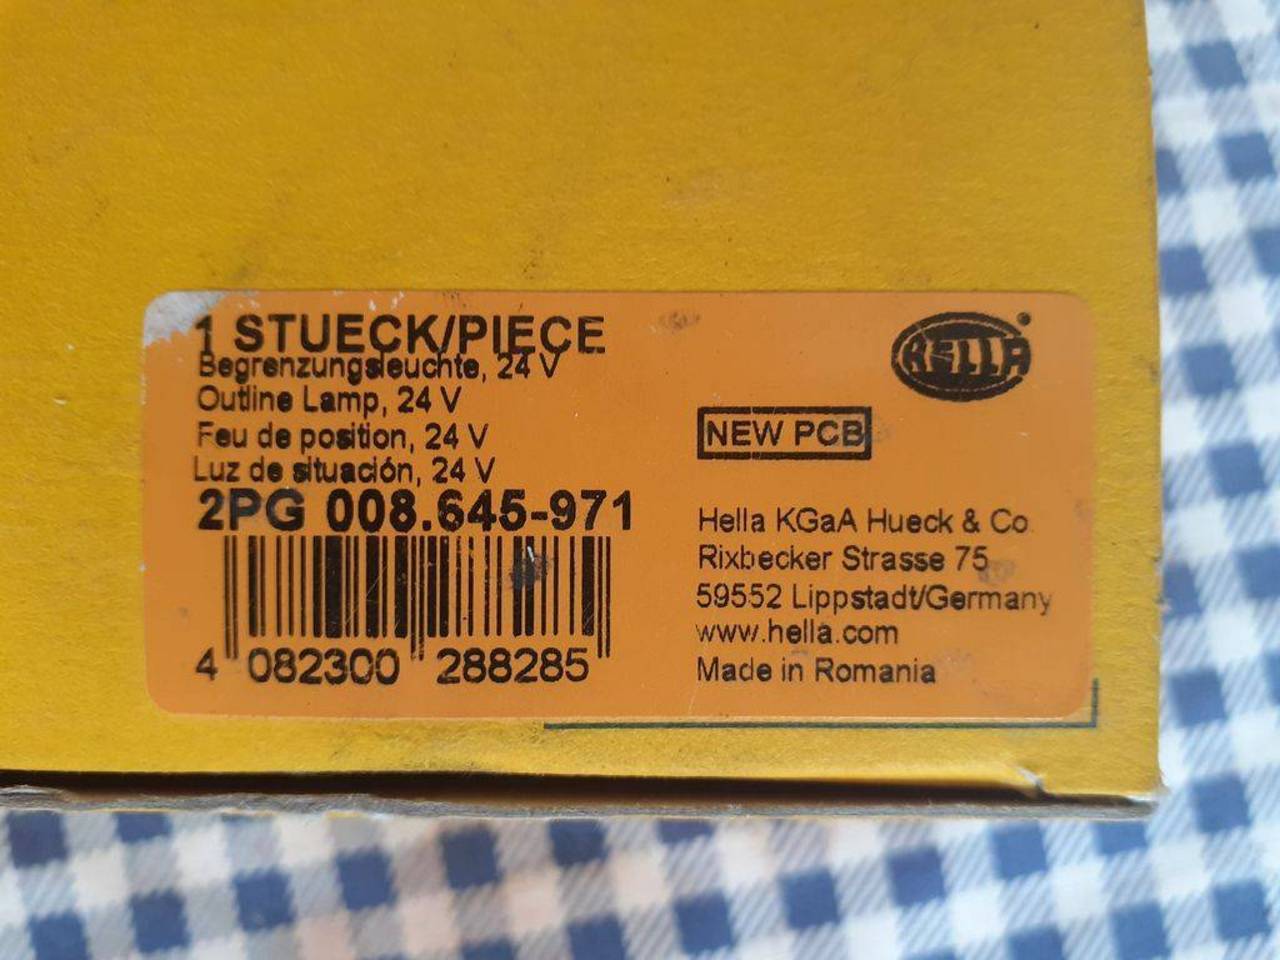 1 STUECK/PIECE
Begrenzungsleuchte, 24 V
Outline Lamp, 24 V
Feu de position, 24 V
Luz de situación, 24 V
2PG 008.645-971
4 082300 288285
HELLA
NEW PCB
Hella KGaA Hueck & Co.
Rixbecker Strasse 75
59552 Lippstadt/Germany
www.hella.com
Made in Romania